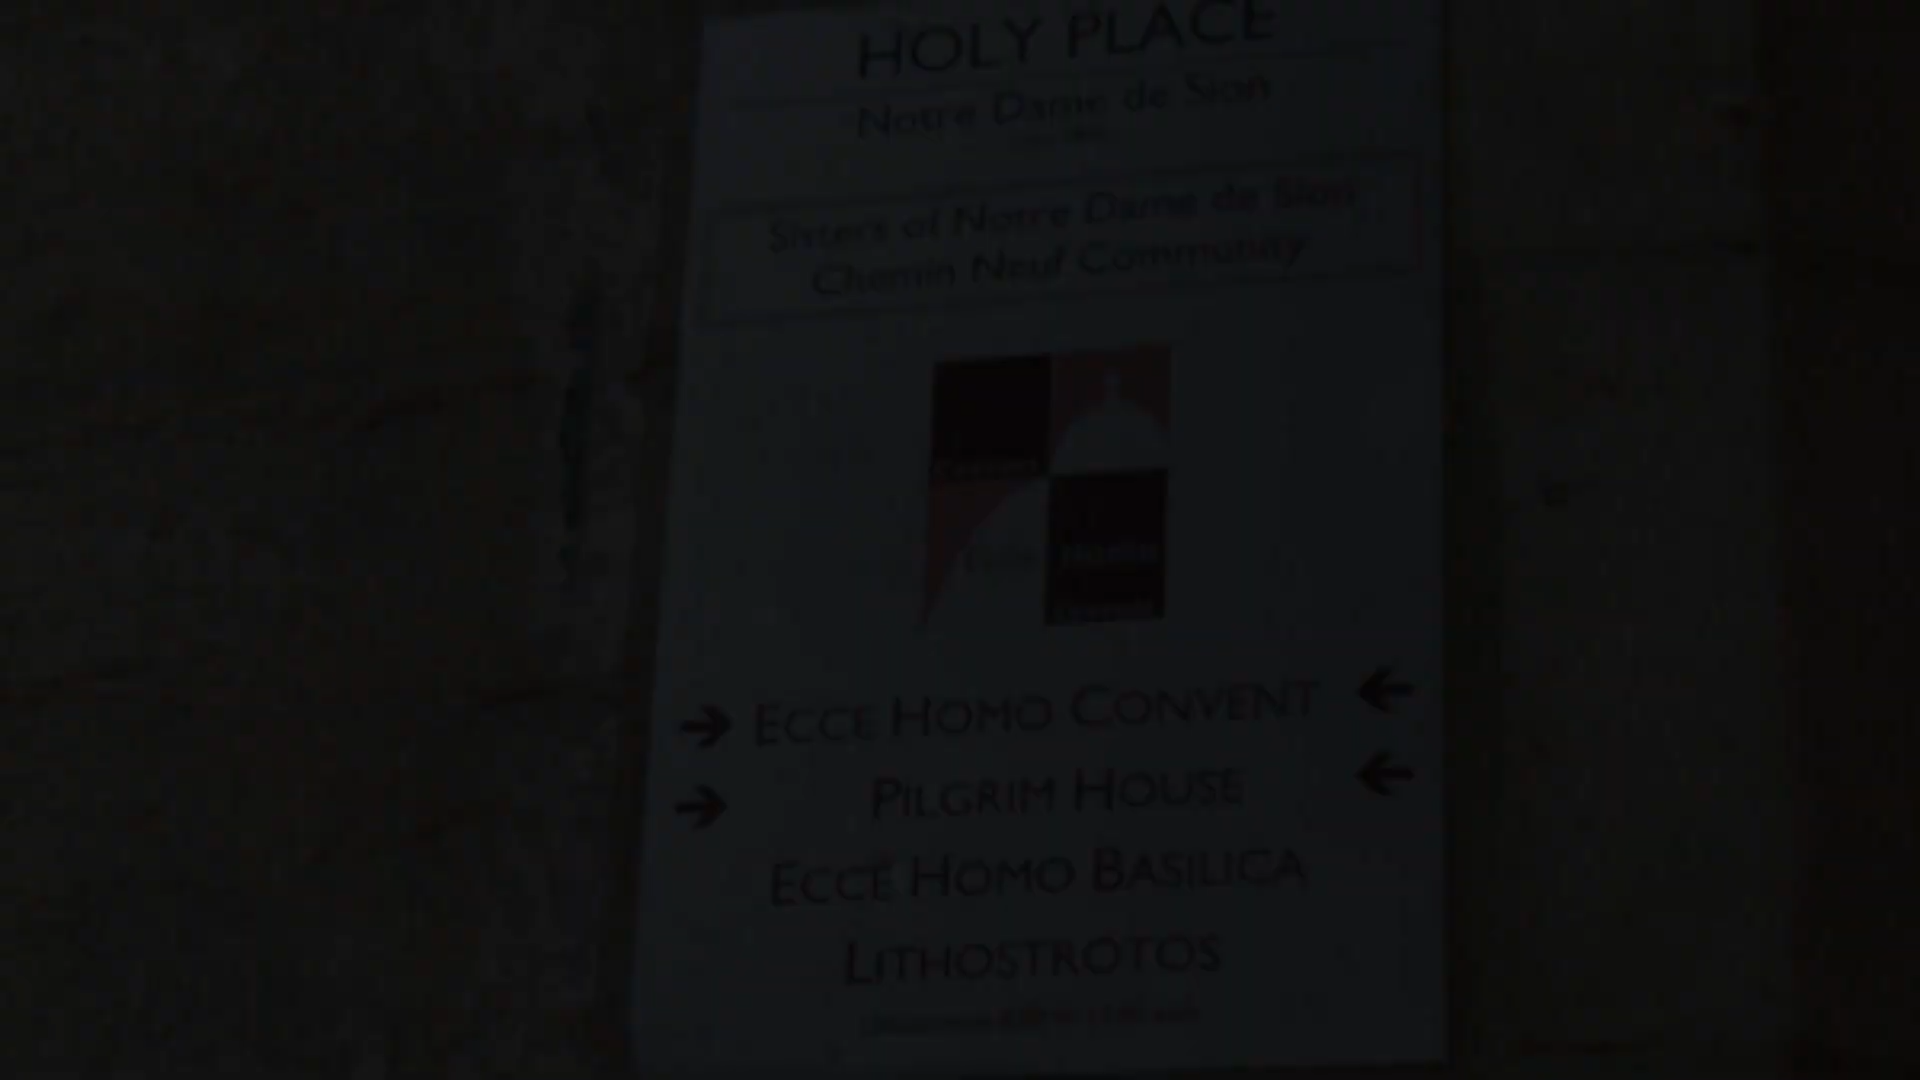 HOLY PLACE
Notre Dame de Sion
Sisters of Notre Dame de Sion
Chemin Neuf Community
→ ECCE HOMO CONVENT ←
→ PILGRIM HOUSE ←
ECCE HOMO BASILICA
LITHOSTROTOS